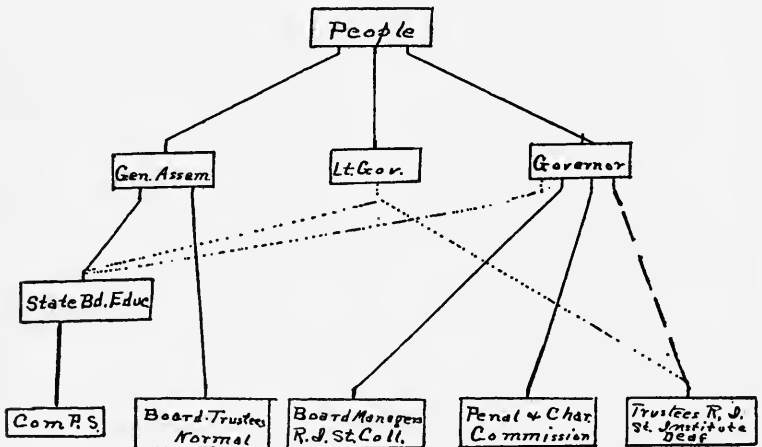 People
Gen. Assem
Lt. Gov.
Governor
State Bd. Educ
Com P. S.
Board. Trustees
Normal
Board Managers
R. I. St. Coll.
Penal & Char.
Commission
Trustees R. I.
St. Institute
Deaf